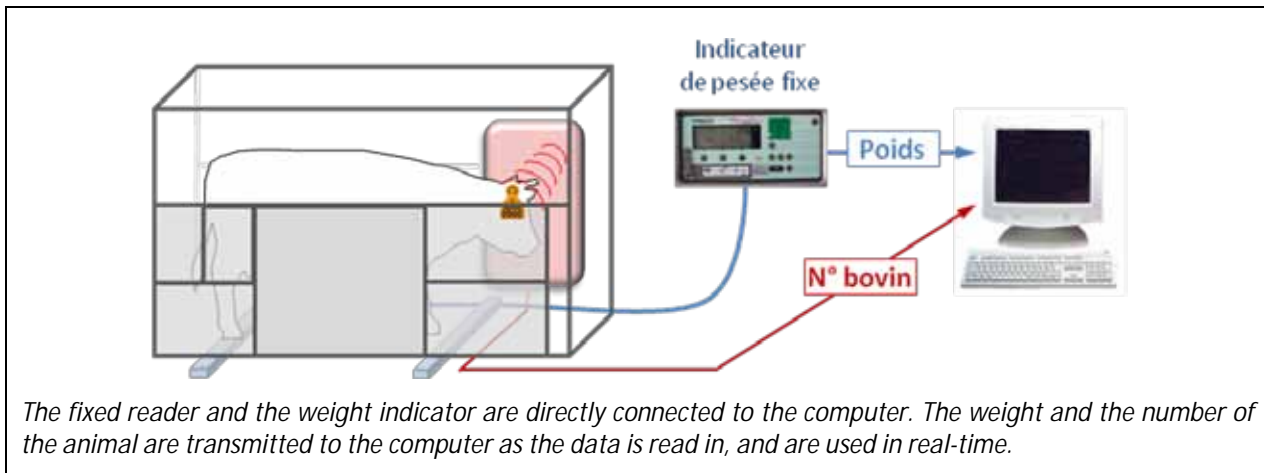 Indicateur
de pesée fixe
Poids
N° bovin
The fixed reader and the weight indicator are directly connected to the computer. The weight and the number of
the animal are transmitted to the computer as the data is read in, and are used in real-time.